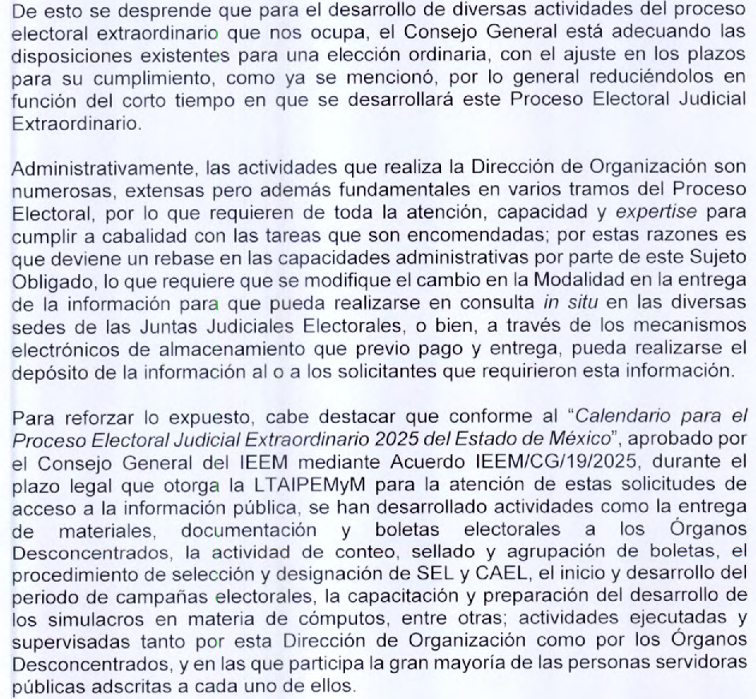 De esto se desprende que para el desarrollo de diversas actividades del proceso
electoral extraordinario que nos ocupa, el Consejo General está adecuando las
disposiciones existentes para una elección ordinaria, con el ajuste en los plazos
para su cumplimiento, como ya se mencionó, por lo general reduciéndolos en
función del corto tiempo en que se desarrollará este Proceso Electoral Judicial
Extraordinario.
Administrativamente, las actividades que realiza la Dirección de Organización son
numerosas, extensas pero además fundamentales en varios tramos del Proceso
Electoral, por lo que requieren de toda la atención, capacidad y expertise para
cumplir a cabalidad con las tareas que son encomendadas; por estas razones es
que deviene un rebase en las capacidades administrativas por parte de este Sujeto
Obligado, lo que requiere que se modifique el cambio en la Modalidad en la entrega
de la información para que pueda realizarse en consulta in situ en las diversas
sedes de las Juntas Judiciales Electorales, o bien, a través de los mecanismos
electrónicos de almacenamiento que previo pago y entrega, pueda realizarse el
depósito de la información al o a los solicitantes que requirieron esta información.
Para reforzar lo expuesto, cabe destacar que conforme al “Calendario para el
Proceso Electoral Judicial Extraordinario 2025 del Estado de México”, aprobado por
el Consejo General del IEEM mediante Acuerdo IEEM/CG/19/2025, durante el
plazo legal que otorga la LTAIPEMyM para la atención de estas solicitudes de
acceso a la información pública, se han desarrollado actividades como la entrega
de materiales, documentación y boletas electorales a los Órganos
Desconcentrados, la actividad de conteo, sellado y agrupación de boletas, el
procedimiento de selección y designación de SEL y CAEL, el inicio y desarrollo del
periodo de campañas electorales, la capacitación y preparación del desarrollo de
los simulacros en materia de cómputos, entre otras; actividades ejecutadas y
supervisadas tanto por esta Dirección de Organización como por los Órganos
Desconcentrados, y en las que participa la gran mayoría de las personas servidoras
públicas adscritas a cada uno de ellos.